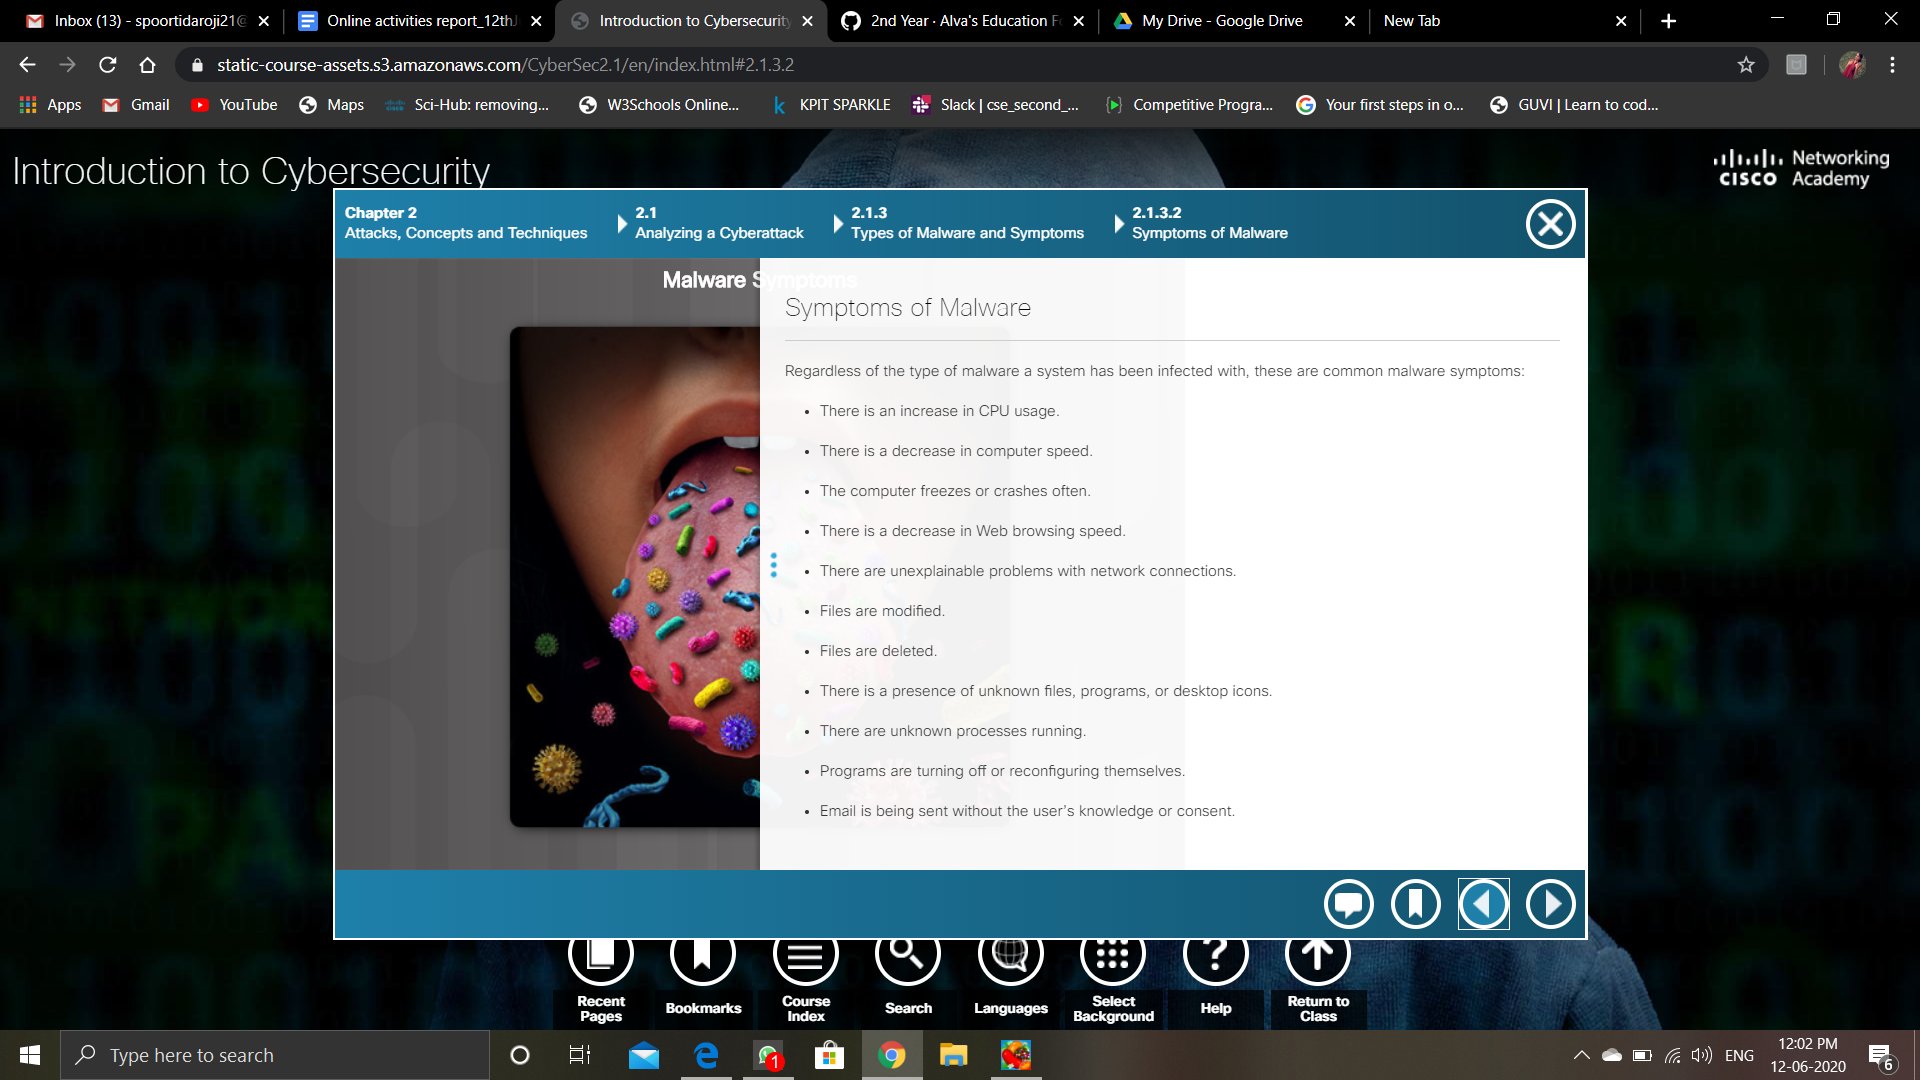 Inbox (13) - spoortidaroji21@
Online activities report_12thJ
Introduction to Cybersecurity
2nd Year · Alva's Education F
My Drive - Google Drive
New Tab
static-course-assets.s3.amazonaws.com/CyberSec2.1/en/index.html#2.1.3.2
Apps
Gmail
YouTube
Maps
Sci-Hub: removing...
W3Schools Online...
KPIT SPARKLE
Slack | cse_second_...
Competitive Progra...
Your first steps in o...
GUVI | Learn to cod...
Introduction to Cybersecurity
CISCO
Networking
Academy
Chapter 2
Attacks, Concepts and Techniques
2.1
Analyzing a Cyberattack
2.1.3
Types of Malware and Symptoms
2.1.3.2
Symptoms of Malware
Malware Symptoms
Symptoms of Malware
Regardless of the type of malware a system has been infected with, these are common malware symptoms:
• There is an increase in CPU usage.
• There is a decrease in computer speed.
• The computer freezes or crashes often.
• There is a decrease in Web browsing speed.
• There are unexplainable problems with network connections.
• Files are modified.
• Files are deleted.
• There is a presence of unknown files, programs, or desktop icons.
• There are unknown processes running.
• Programs are turning off or reconfiguring themselves.
• Email is being sent without the user's knowledge or consent.
Recent
Pages
Bookmarks
Course
Index
Search
Languages
Select
Background
Help
Return to
Class
Type here to search
1
ENG
12:02 PM
12-06-2020
6